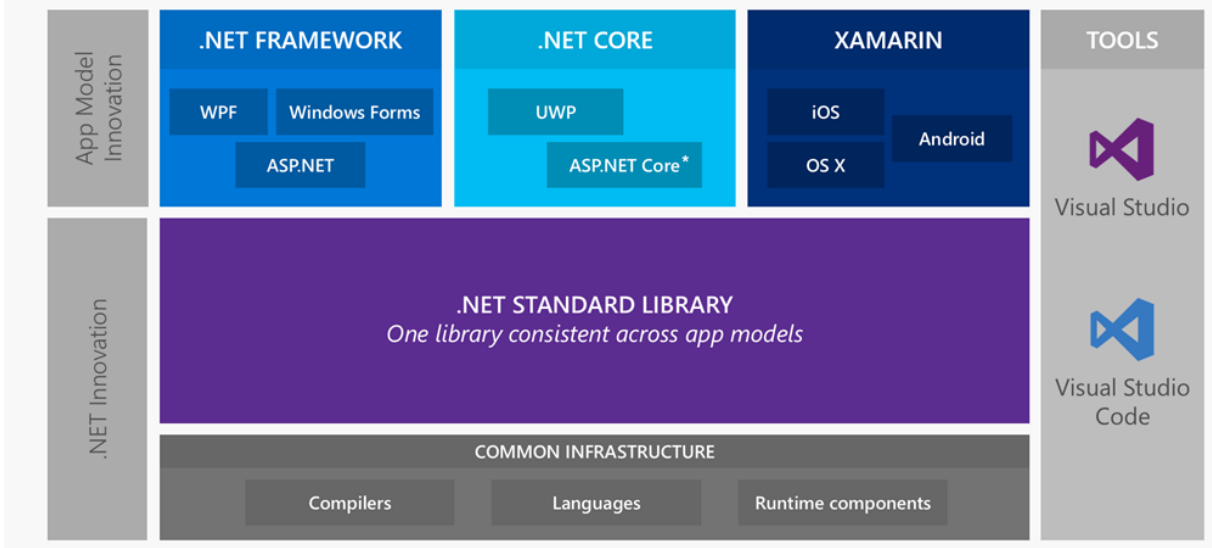 App Model
Innovation
.NET FRAMEWORK
WPF
Windows Forms
ASP.NET
.NET CORE
UWP
ASP.NET Core*
XAMARIN
iOS
Android
OS X
TOOLS
Visual Studio
Visual Studio
Code
.NET Innovation
.NET STANDARD LIBRARY
One library consistent across app models
COMMON INFRASTRUCTURE
Compilers
Languages
Runtime components